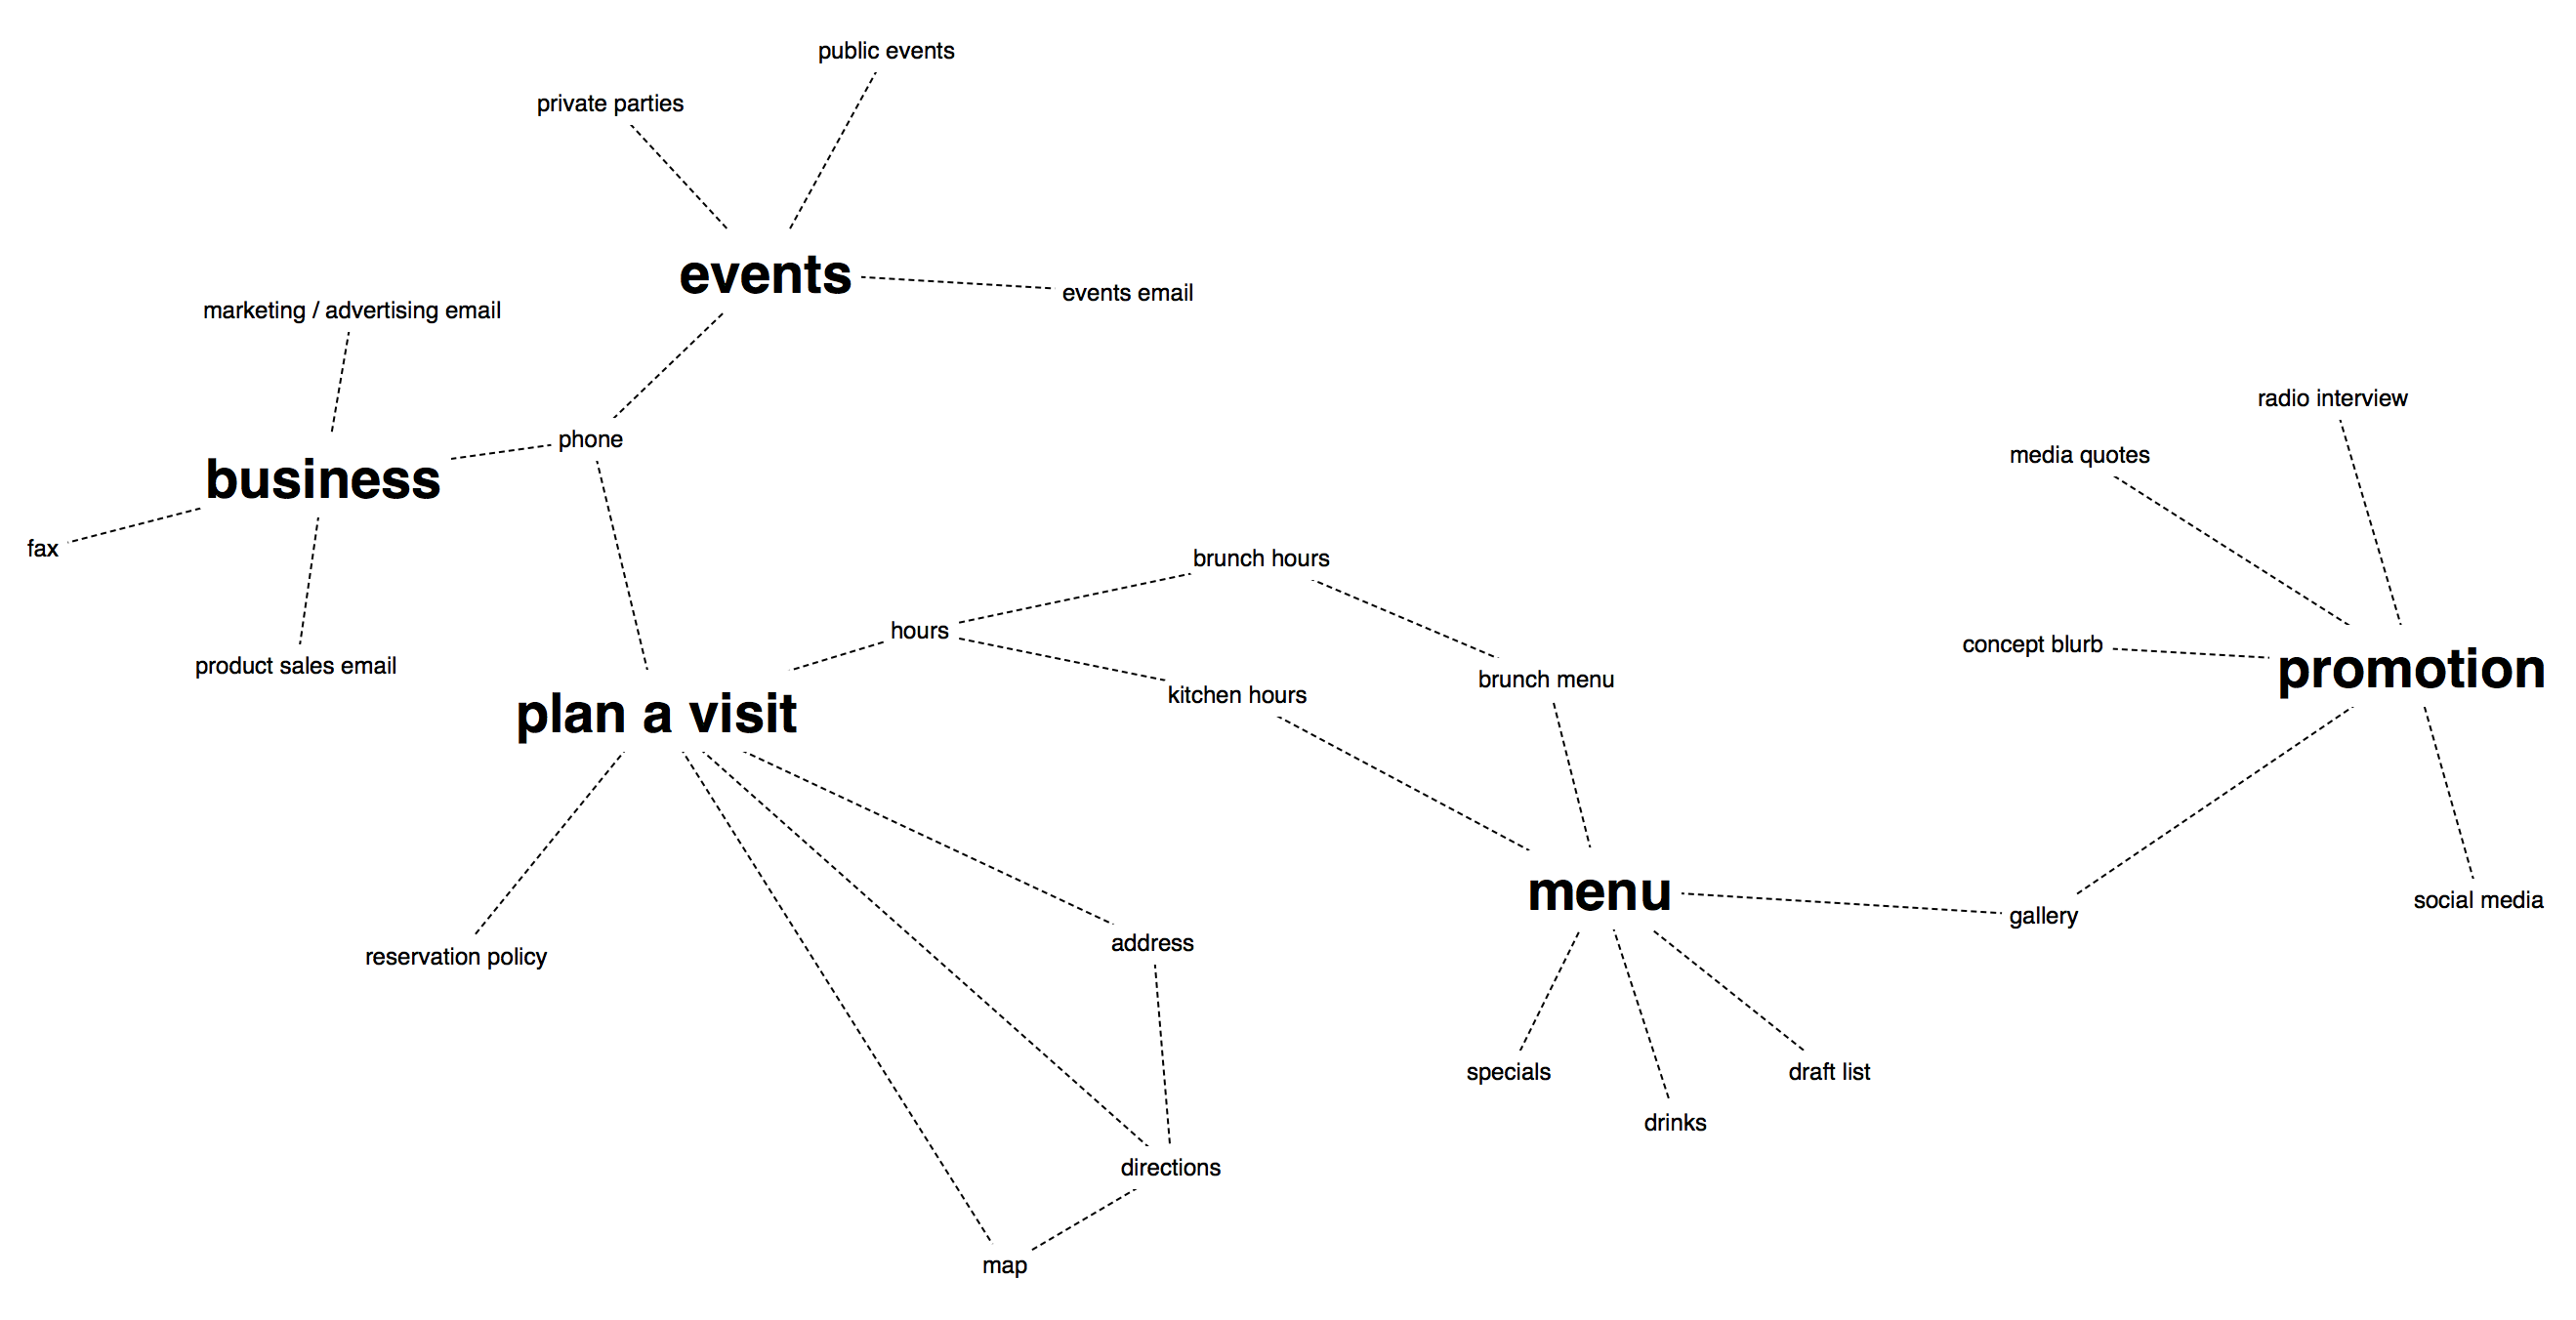 public events
private parties
events
events email
marketing / advertising email
radio interview
phone
media quotes
business
fax
brunch hours
hours
concept blurb
product sales email
promotion
brunch menu
kitchen hours
plan a visit
menu
social media
gallery
address
reservation policy
specials
draft list
drinks
directions
map